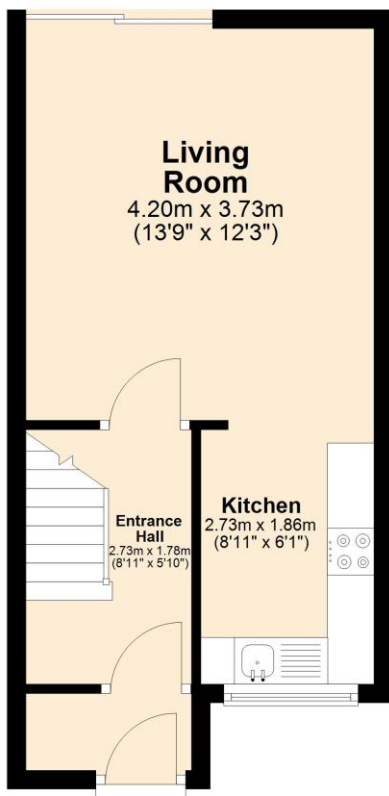 Living
Room
4.20m x 3.73m
(13'9" x 12'3")
Kitchen
2.73m x 1.86m
(8'11" x 6'1")
Entrance
Hall
2.73m x 1.78m
(8'11" x 5'10")